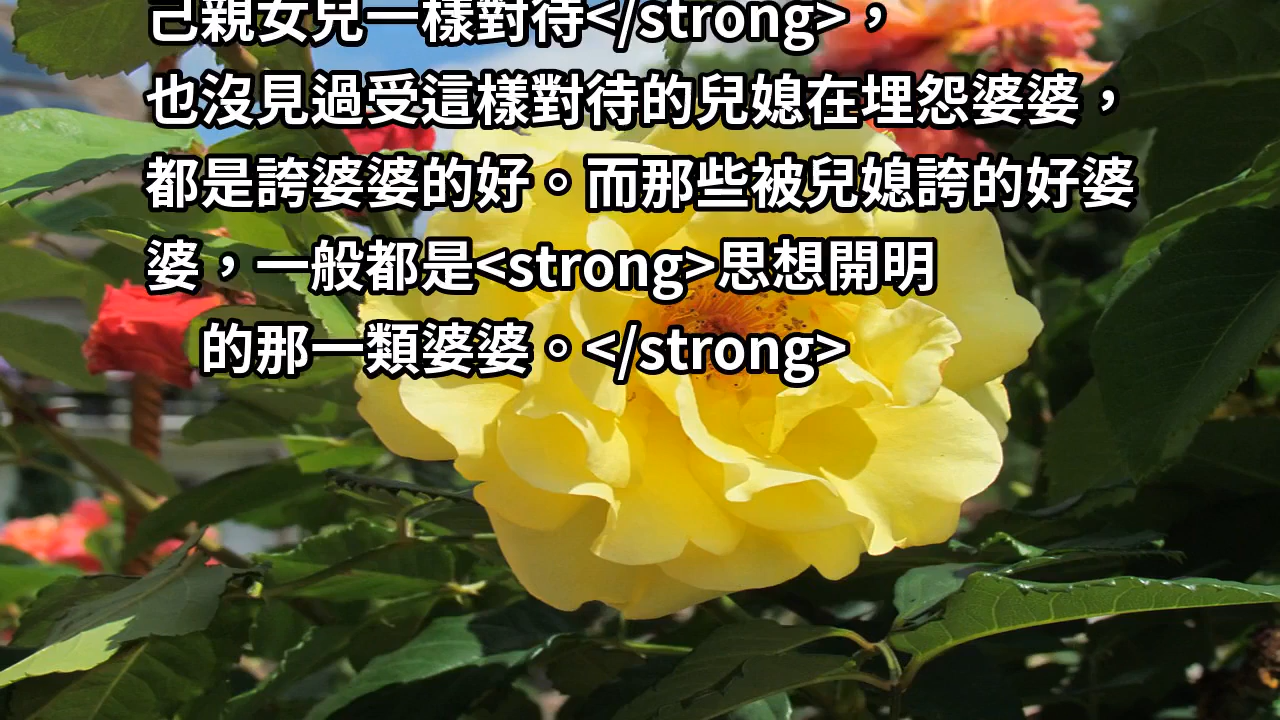 己親女兒一樣對待</strong>，
也沒見過受這樣對待的兒媳在埋怨婆婆，
都是誇婆婆的好。而那些被兒媳誇的好婆
婆，一般都是<strong>思想開明
的那一類婆婆。</strong>